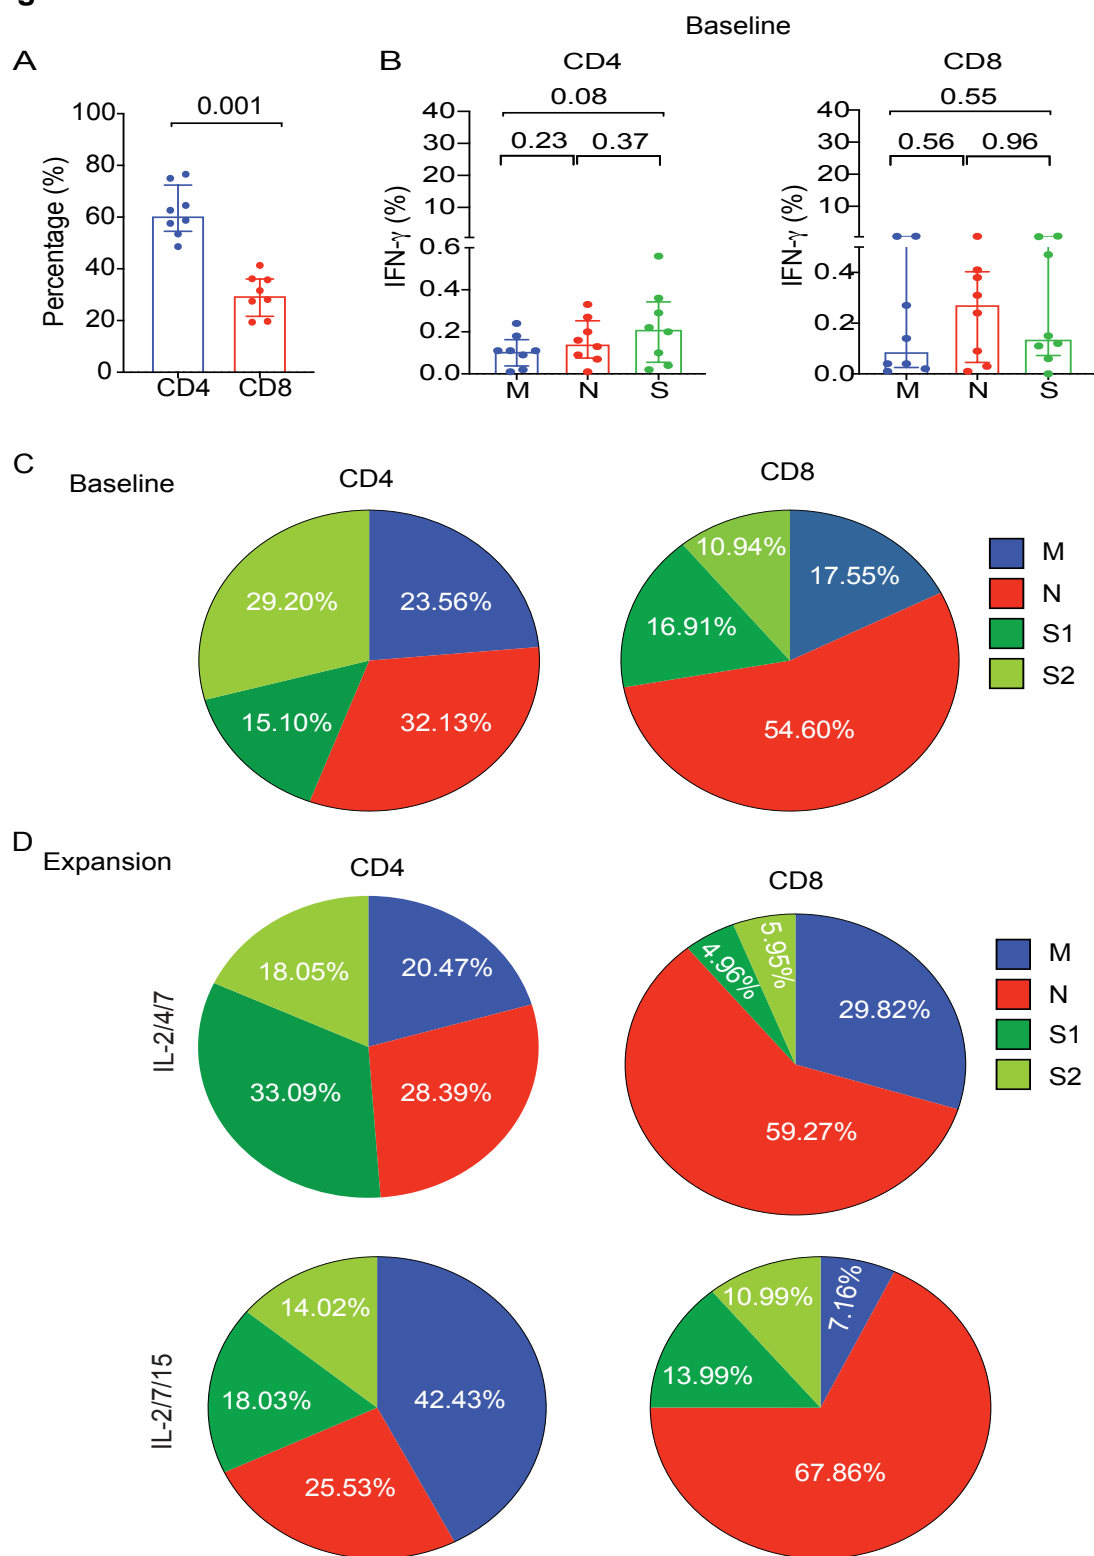 Baseline
A
B
CD4
CD8
0.001
0.08
0.55
0.23
0.37
0.56
0.96
Percentage (%)
100
80
60
40
20
0
CD4
CD8
IFN-γ (%)
40
30
20
10
0.6
0.4
0.2
0.0
M
N
S
IFN-γ (%)
40
30
20
10
0.4
0.2
0.0
M
N
S
C
Baseline
CD4
CD8
29.20%
23.56%
15.10%
32.13%
10.94%
17.55%
16.91%
54.60%
M
N
S1
S2
D
Expansion
CD4
CD8
IL-2/4/7
18.05%
20.47%
33.09%
28.39%
4.96%
5.95%
29.82%
59.27%
M
N
S1
S2
IL-2/7/15
14.02%
42.43%
18.03%
25.53%
10.99%
7.16%
13.99%
67.86%